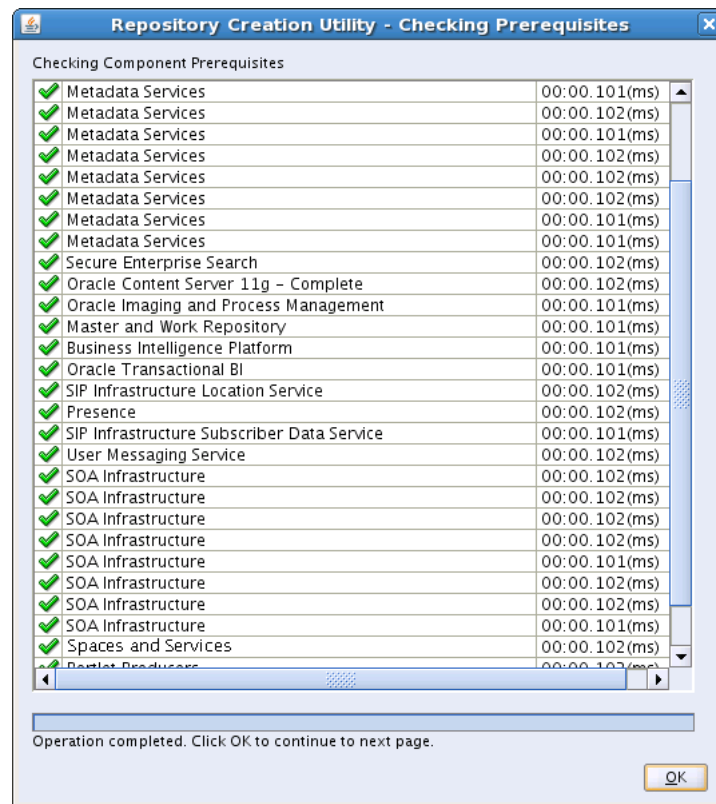 Repository Creation Utility - Checking Prerequisites
Checking Component Prerequisites
Metadata Services 00:00.101(ms)
Metadata Services 00:00.102(ms)
Metadata Services 00:00.101(ms)
Metadata Services 00:00.102(ms)
Metadata Services 00:00.102(ms)
Metadata Services 00:00.102(ms)
Metadata Services 00:00.101(ms)
Metadata Services 00:00.101(ms)
Secure Enterprise Search 00:00.102(ms)
Oracle Content Server 11g - Complete 00:00.102(ms)
Oracle Imaging and Process Management 00:00.101(ms)
Master and Work Repository 00:00.102(ms)
Business Intelligence Platform 00:00.101(ms)
Oracle Transactional BI 00:00.101(ms)
SIP Infrastructure Location Service 00:00.102(ms)
Presence 00:00.102(ms)
SIP Infrastructure Subscriber Data Service 00:00.101(ms)
User Messaging Service 00:00.102(ms)
SOA Infrastructure 00:00.102(ms)
SOA Infrastructure 00:00.102(ms)
SOA Infrastructure 00:00.102(ms)
SOA Infrastructure 00:00.102(ms)
SOA Infrastructure 00:00.101(ms)
SOA Infrastructure 00:00.102(ms)
SOA Infrastructure 00:00.102(ms)
SOA Infrastructure 00:00.101(ms)
Spaces and Services 00:00.102(ms)
Portlet Producers 00:00.102(ms)
Operation completed. Click OK to continue to next page.
OK